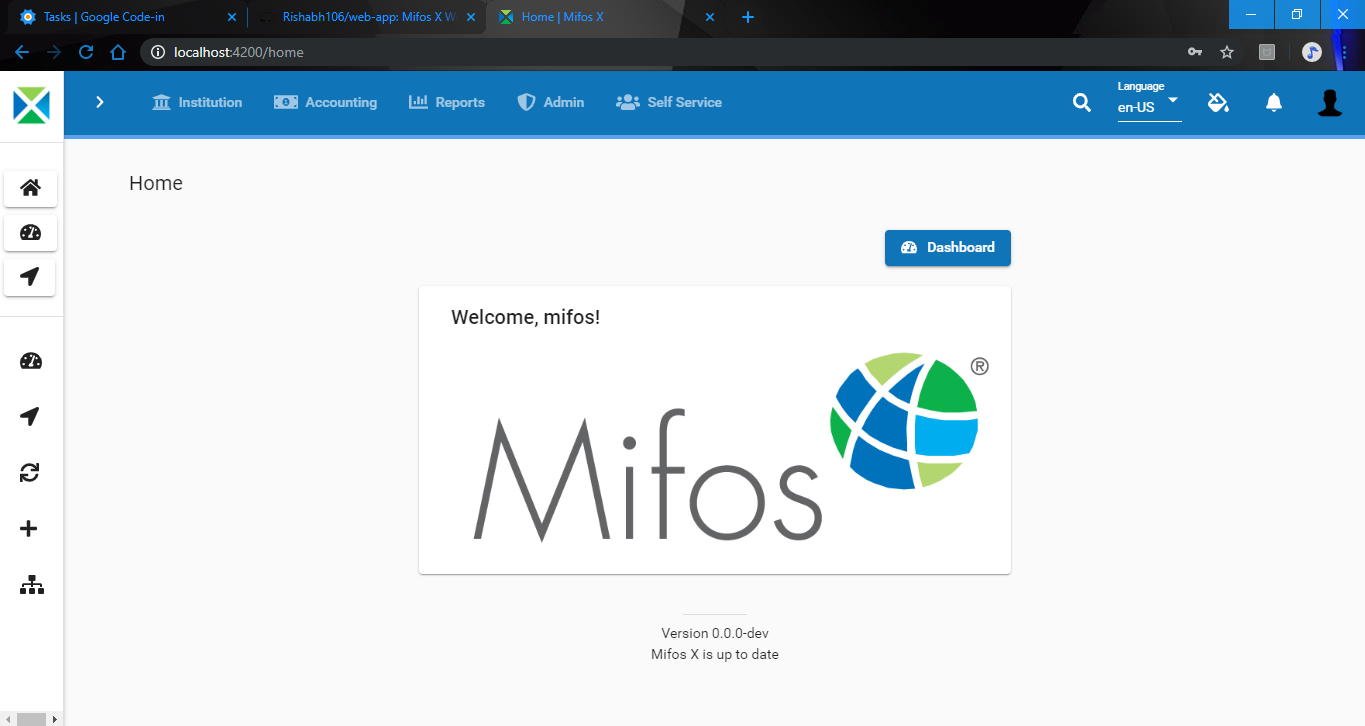 Tasks | Google Code-in
Rishabh106/web-app: Mifos X W
Home | Mifos X
localhost:4200/home
Institution
Accounting
Reports
Admin
Self Service
Language
en-US
Home
Dashboard
Welcome, mifos!
Mifos ®
Version 0.0.0-dev
Mifos X is up to date